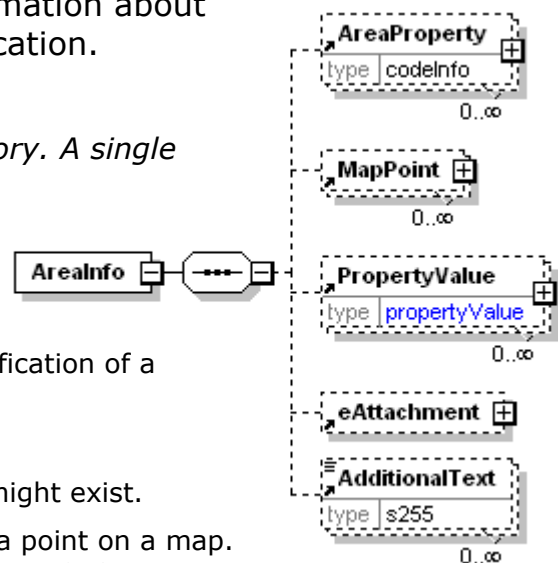 mation about
cation.
ory. A single
fication of a
might exist.
a point on a map.
AreaInfo
AreaProperty
type codeInfo
0..∞
MapPoint
0..∞
PropertyValue
type propertyValue
0..∞
eAttachment
AdditionalText
type s255
0..∞